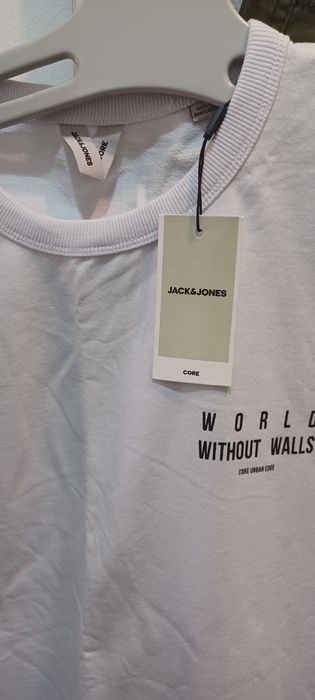 JACK&JONES
CORE
JACK&JONES
CORE
WORLD
WITHOUT WALLS
CORE URBAN EDGE